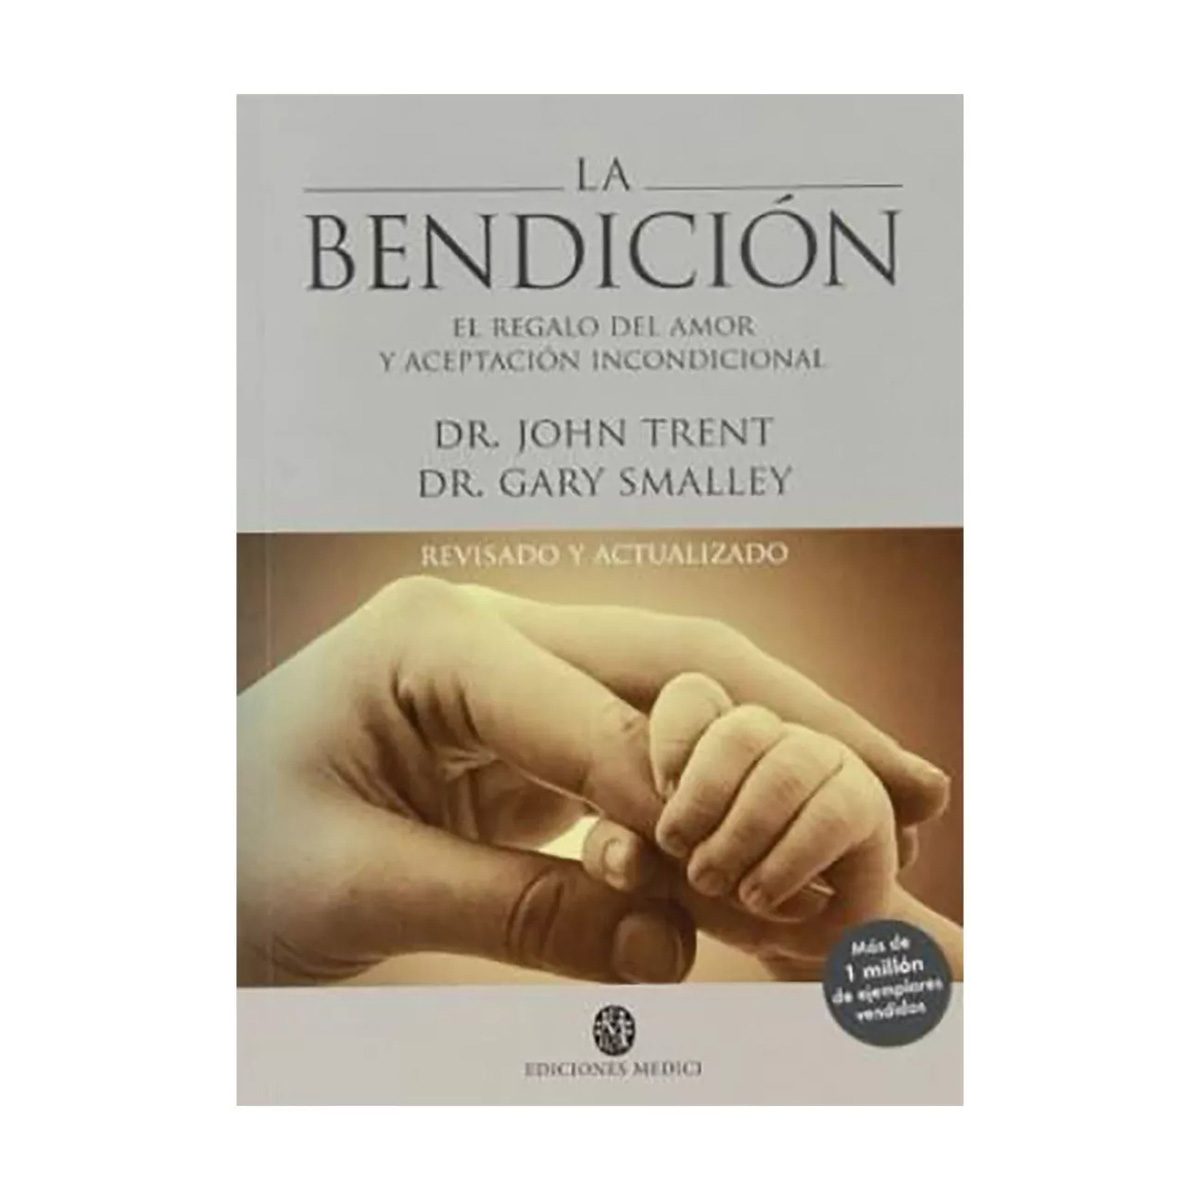 LA
BENDICIÓN
EL REGALO DEL AMOR
Y ACEPTACIÓN INCONDICIONAL
DR. JOHN TRENT
DR. GARY SMALLEY
REVISADO Y ACTUALIZADO
Más de
1 millón
de ejemplares
vendidos
EDICIONES MEDICI